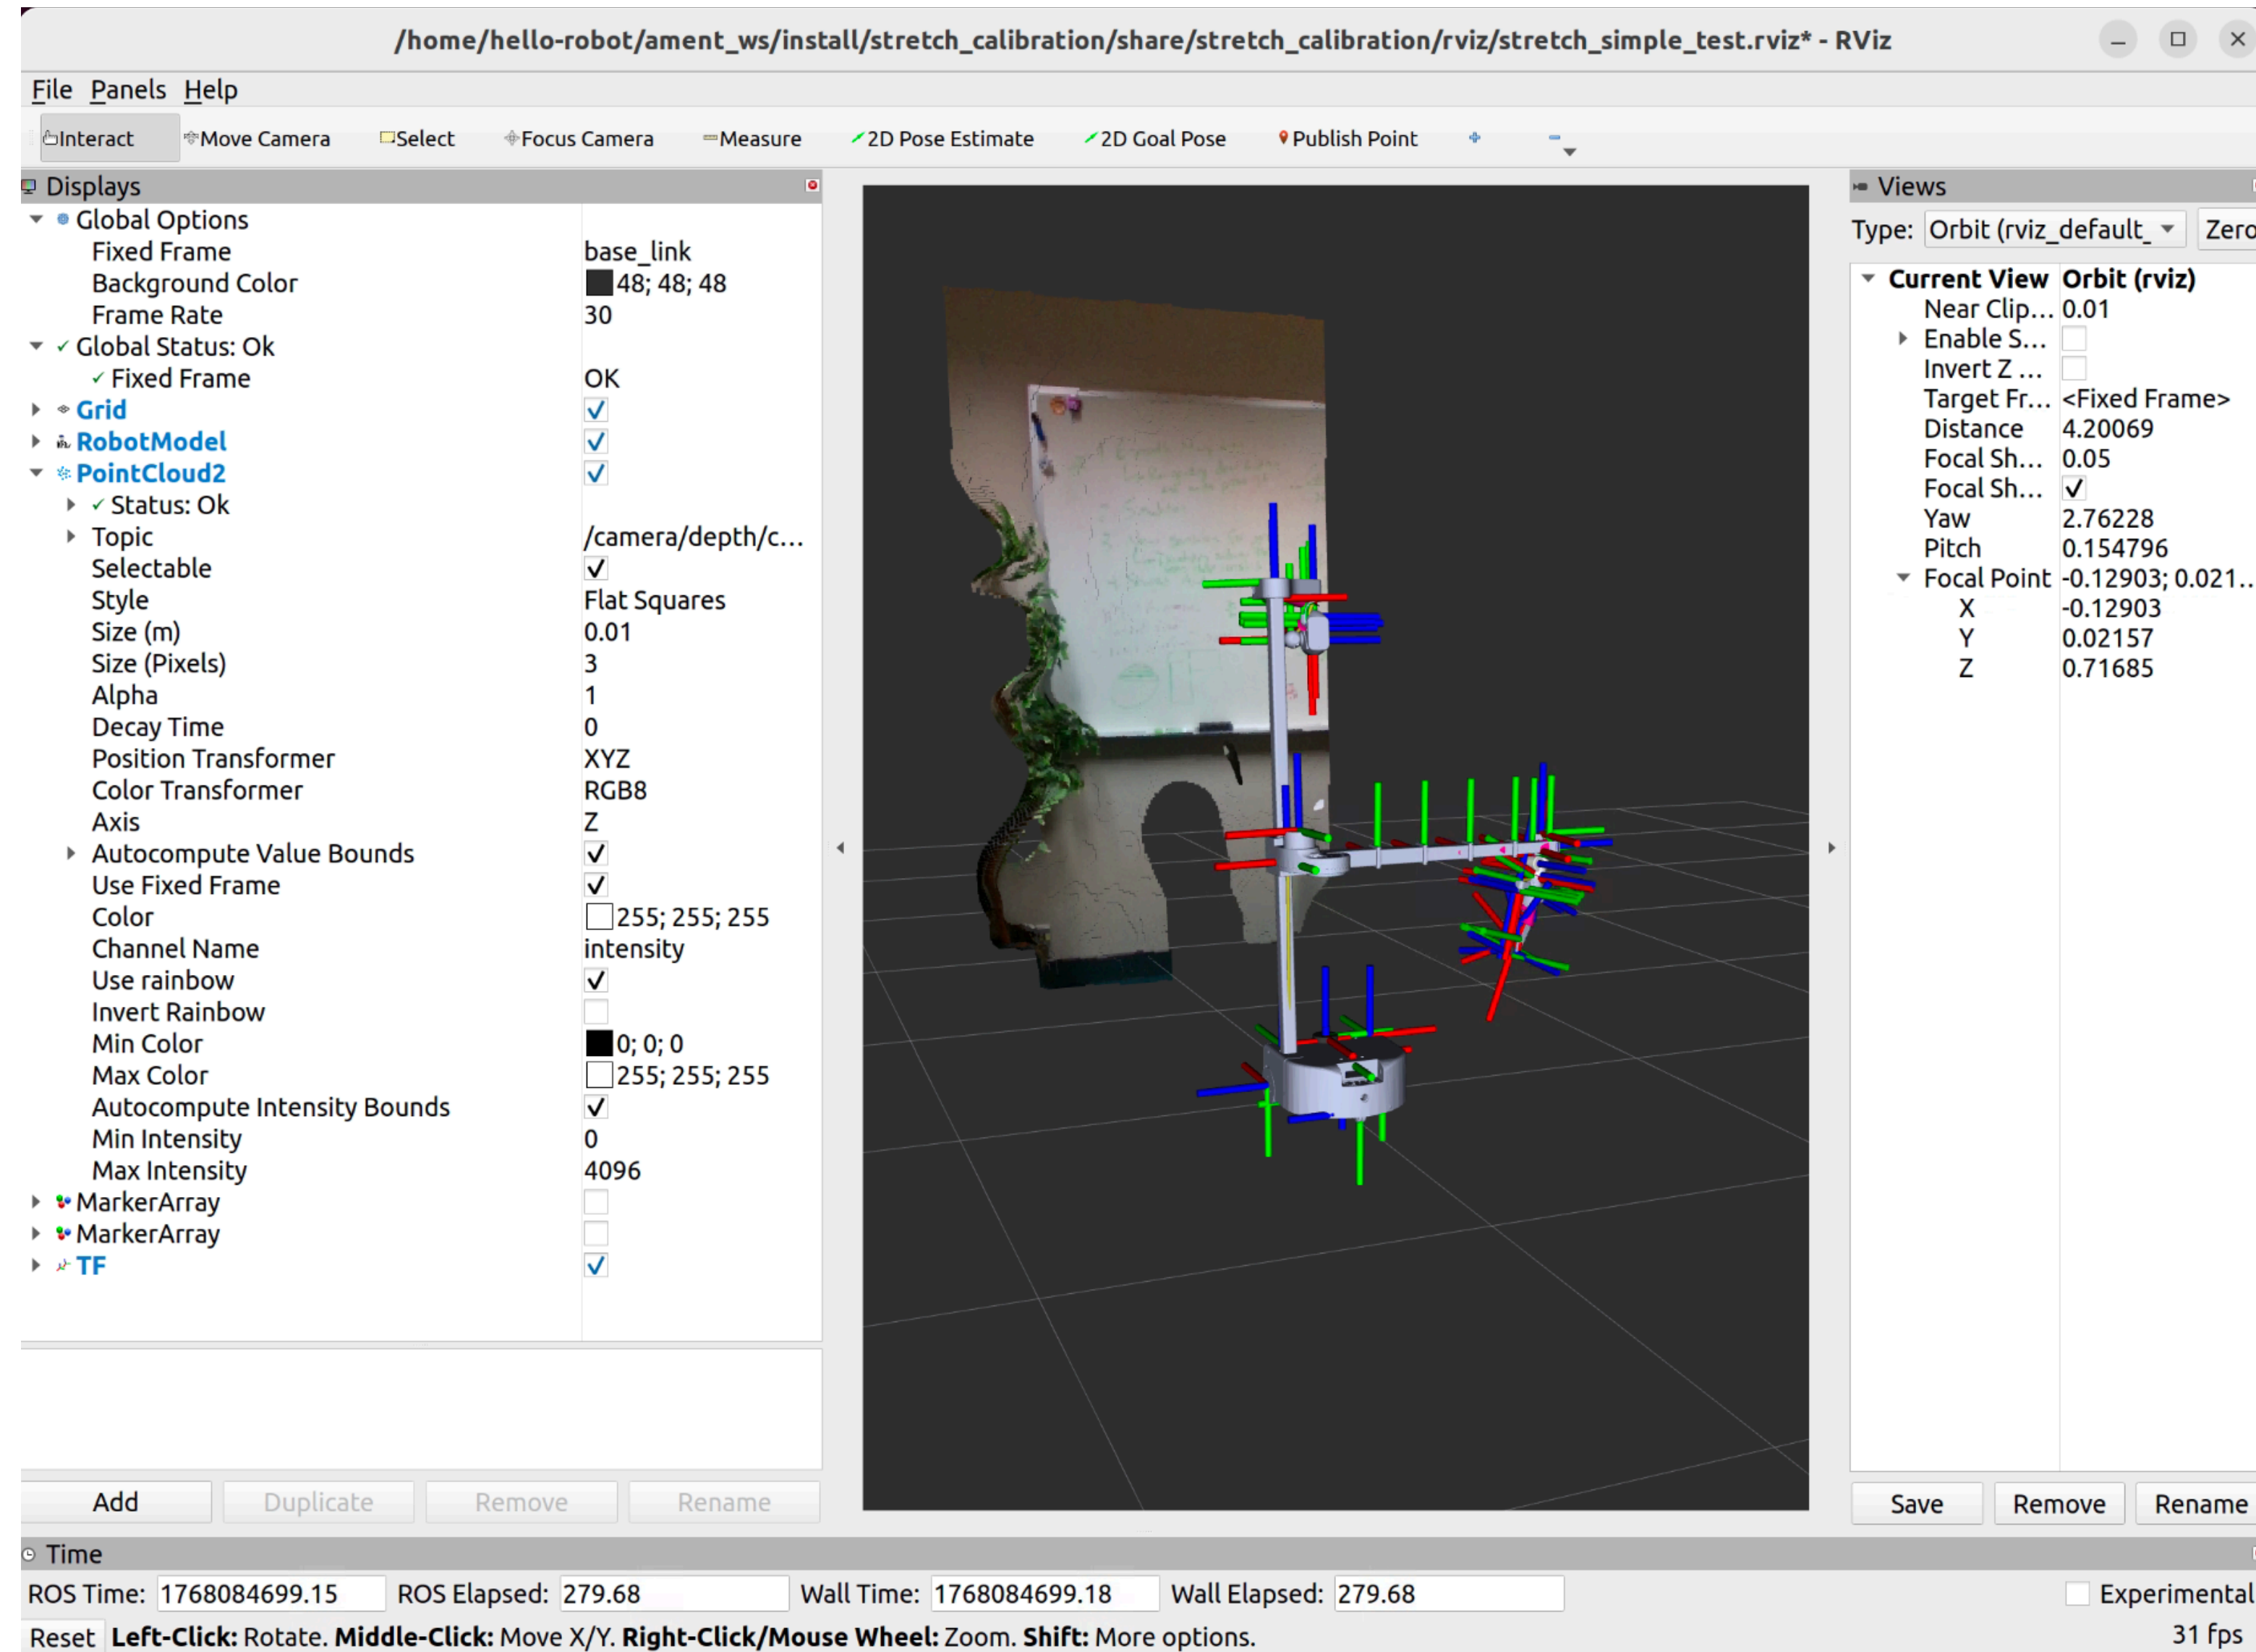 /home/hello-robot/ament_ws/install/stretch_calibration/share/stretch_calibration/rviz/stretch_simple_test.rviz* - RViz
File Panels Help
Interact Move Camera Select Focus Camera Measure 2D Pose Estimate 2D Goal Pose Publish Point
Displays
Global Options
Fixed Frame base_link
Background Color 48; 48; 48
Frame Rate 30
Global Status: Ok
Fixed Frame OK
Grid
RobotModel
PointCloud2
Status: Ok
Topic /camera/depth/c...
Selectable
Style Flat Squares
Size (m) 0.01
Size (Pixels) 3
Alpha 1
Decay Time 0
Position Transformer XYZ
Color Transformer RGB8
Axis Z
Autocompute Value Bounds
Use Fixed Frame
Color 255; 255; 255
Channel Name intensity
Use rainbow
Invert Rainbow
Min Color 0; 0; 0
Max Color 255; 255; 255
Autocompute Intensity Bounds
Min Intensity 0
Max Intensity 4096
MarkerArray
MarkerArray
TF
Add Duplicate Remove Rename
Views
Type: Orbit (rviz_default_ Zero
Current View Orbit (rviz)
Near Clip... 0.01
Enable S...
Invert Z ...
Target Fr... <Fixed Frame>
Distance 4.20069
Focal Sh... 0.05
Focal Sh...
Yaw 2.76228
Pitch 0.154796
Focal Point -0.12903; 0.021...
X -0.12903
Y 0.02157
Z 0.71685
Save Remove Rename
Time
ROS Time: 1768084699.15 ROS Elapsed: 279.68 Wall Time: 1768084699.18 Wall Elapsed: 279.68 Experimental
Reset Left-Click: Rotate. Middle-Click: Move X/Y. Right-Click/Mouse Wheel: Zoom. Shift: More options. 31 fps